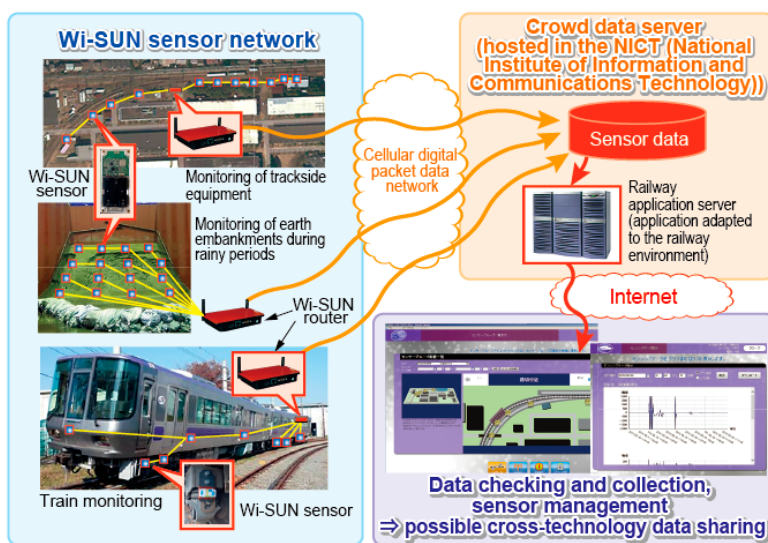 Wi-SUN sensor network
Wi-SUN
sensor
Monitoring of trackside
equipment
Monitoring of earth
embankments during
rainy periods
Wi-SUN
router
Train monitoring
Wi-SUN sensor
Cellular digital
packet data
network
Crowd data server
(hosted in the NICT (National
Institute of Information and
Communications Technology))
Sensor data
Railway
application server
(application adapted
to the railway
environment)
Internet
Data checking and collection,
sensor management
⇒ possible cross-technology data sharing